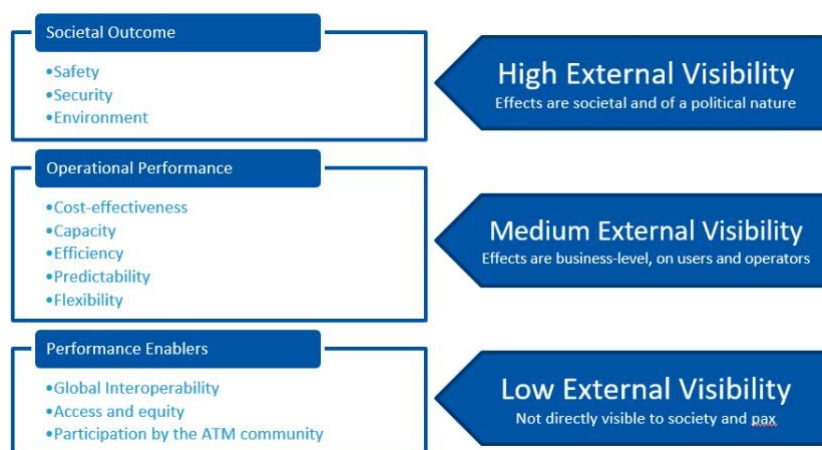 Societal Outcome
•Safety
•Security
•Environment
High External Visibility
Effects are societal and of a political nature
Operational Performance
•Cost-effectiveness
•Capacity
•Efficiency
•Predictability
•Flexibility
Medium External Visibility
Effects are business-level, on users and operators
Performance Enablers
•Global Interoperability
•Access and equity
•Participation by the ATM community
Low External Visibility
Not directly visible to society and pax